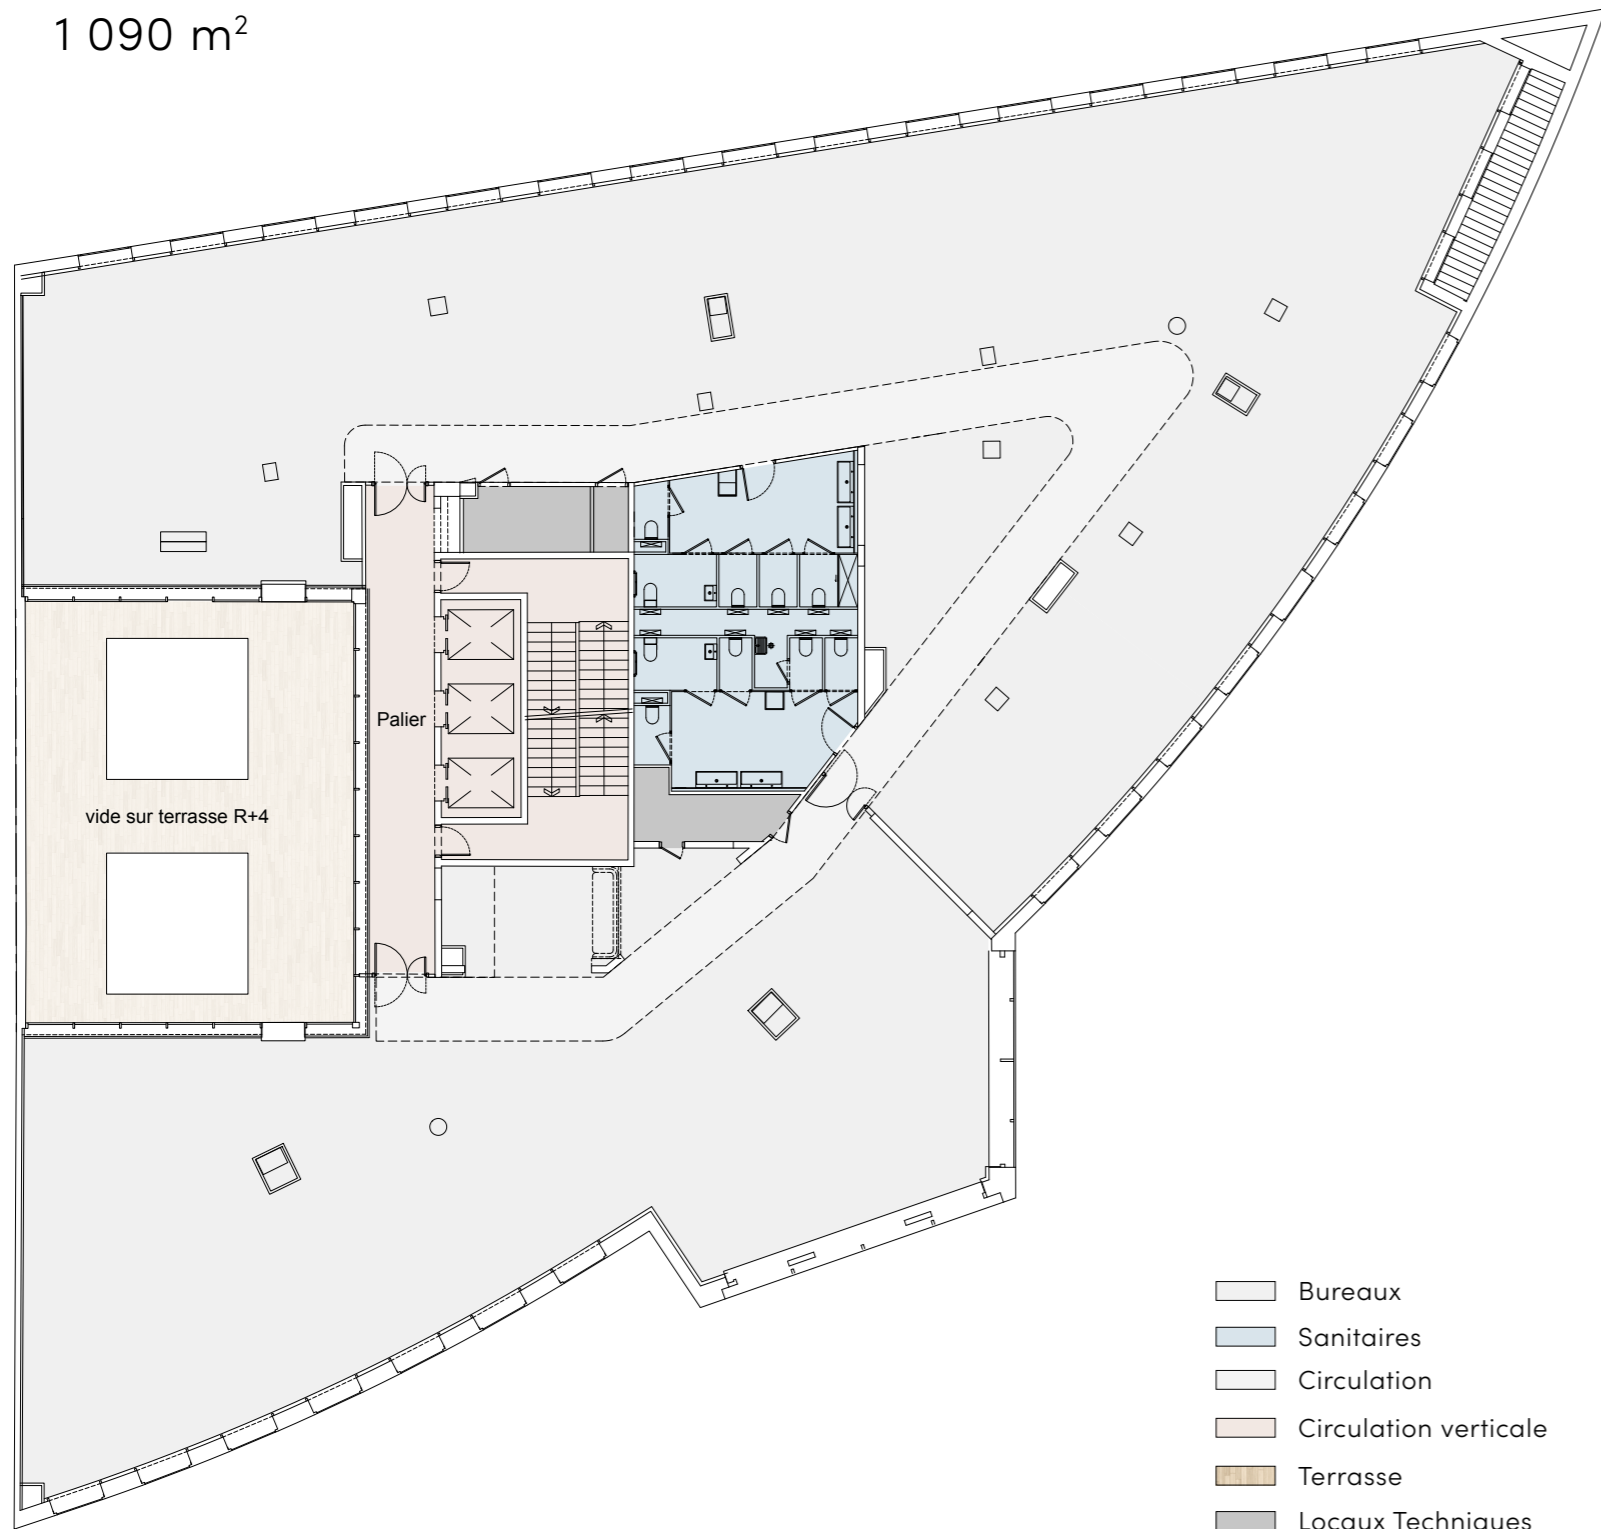 1 090 m²
Palier
vide sur terrasse R+4
Bureaux
Sanitaires
Circulation
Circulation verticale
Terrasse
Locaux Techniques